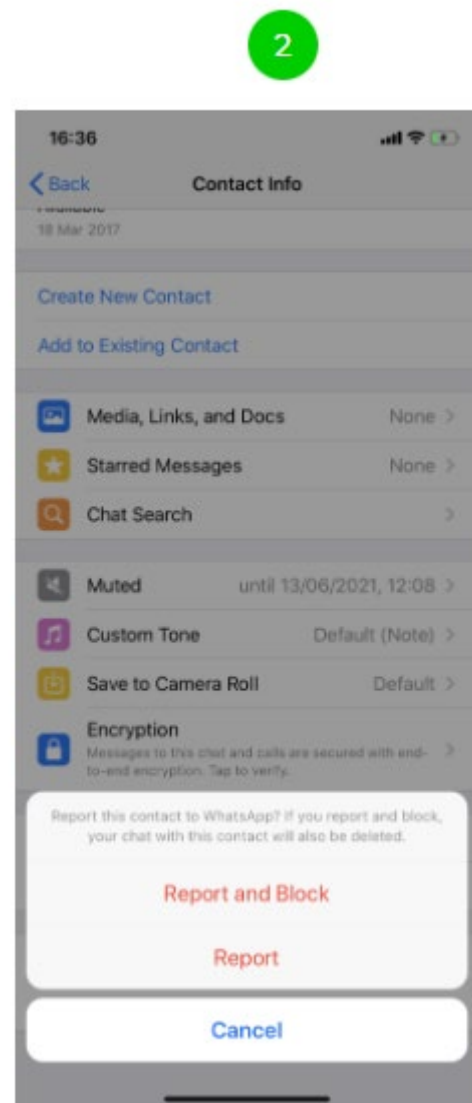 2
16:36
Back Contact Info
Available
18 Mar 2017
Create New Contact
Add to Existing Contact
Media, Links, and Docs None
Starred Messages None
Chat Search
Muted until 13/06/2021, 12:08
Custom Tone Default (Note)
Save to Camera Roll Default
Encryption
Messages to this chat and calls are secured with end-
to-end encryption. Tap to verify.
Report this contact to WhatsApp? If you report and block,
your chat with this contact will also be deleted.
Report and Block
Report
Cancel